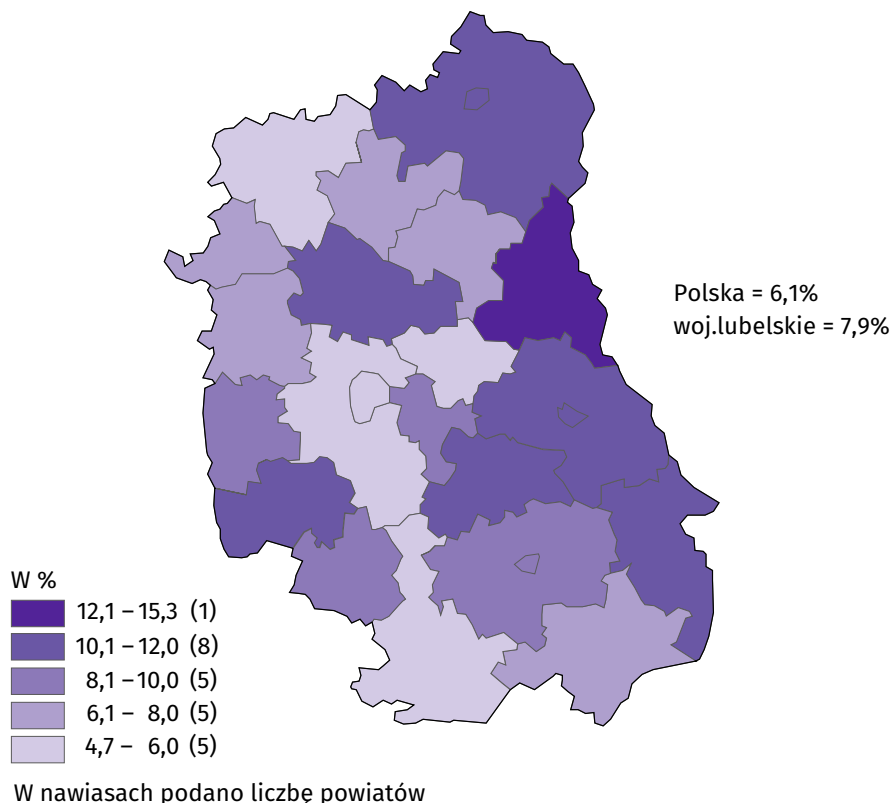 Polska = 6,1%
woj.lubelskie = 7,9%
W %
12,1 – 15,3 (1)
10,1 – 12,0 (8)
8,1 – 10,0 (5)
6,1 – 8,0 (5)
4,7 – 6,0 (5)
W nawiasach podano liczbę powiatów